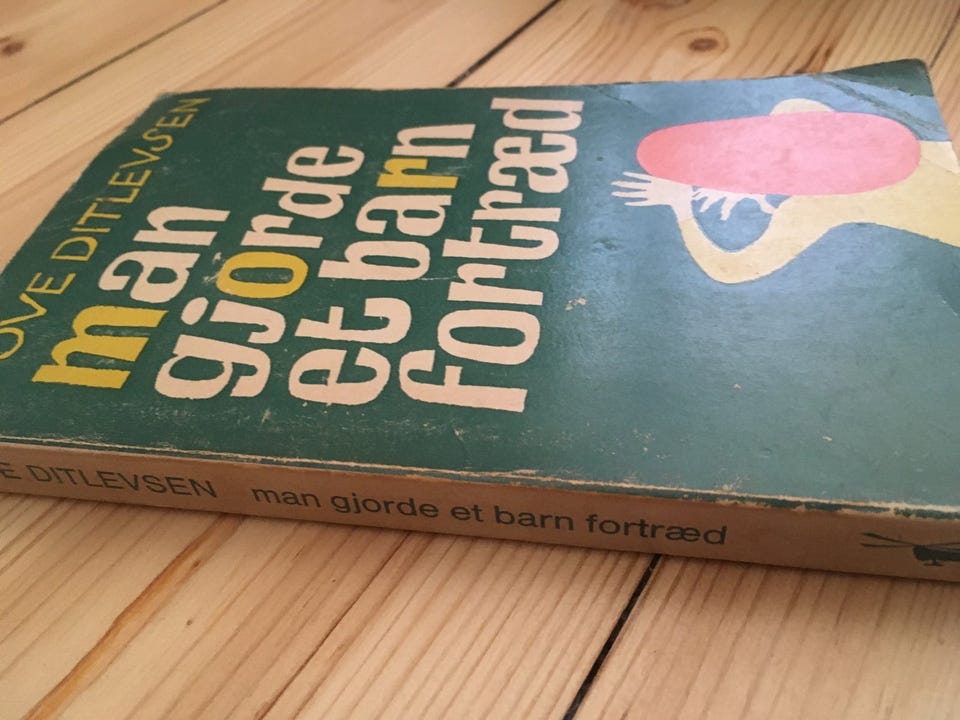 OVE DITLEVSEN
man
gjorde
et barn
fortræd
E DITLEVSEN man gjorde et barn fortræd